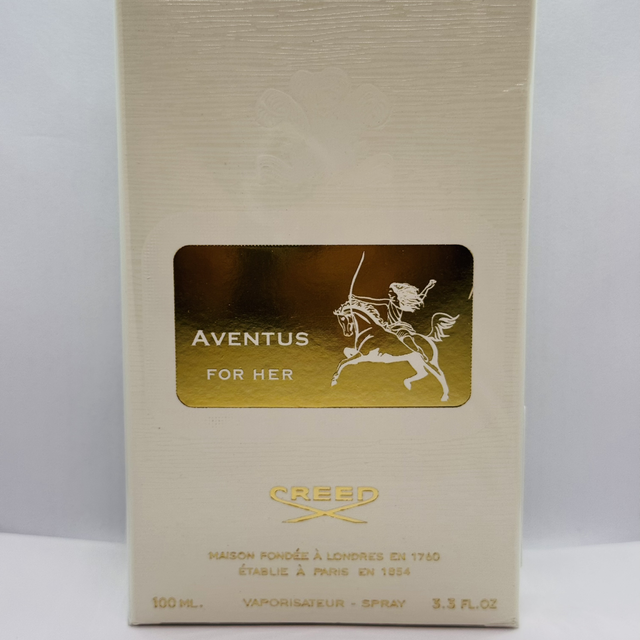 AVENTUS
FOR HER
CREED
MAISON FONDÉE À LONDRES EN 1760
ÉTABLIE À PARIS EN 1854
100 ML. VAPORISATEUR - SPRAY 3.3 FL.OZ